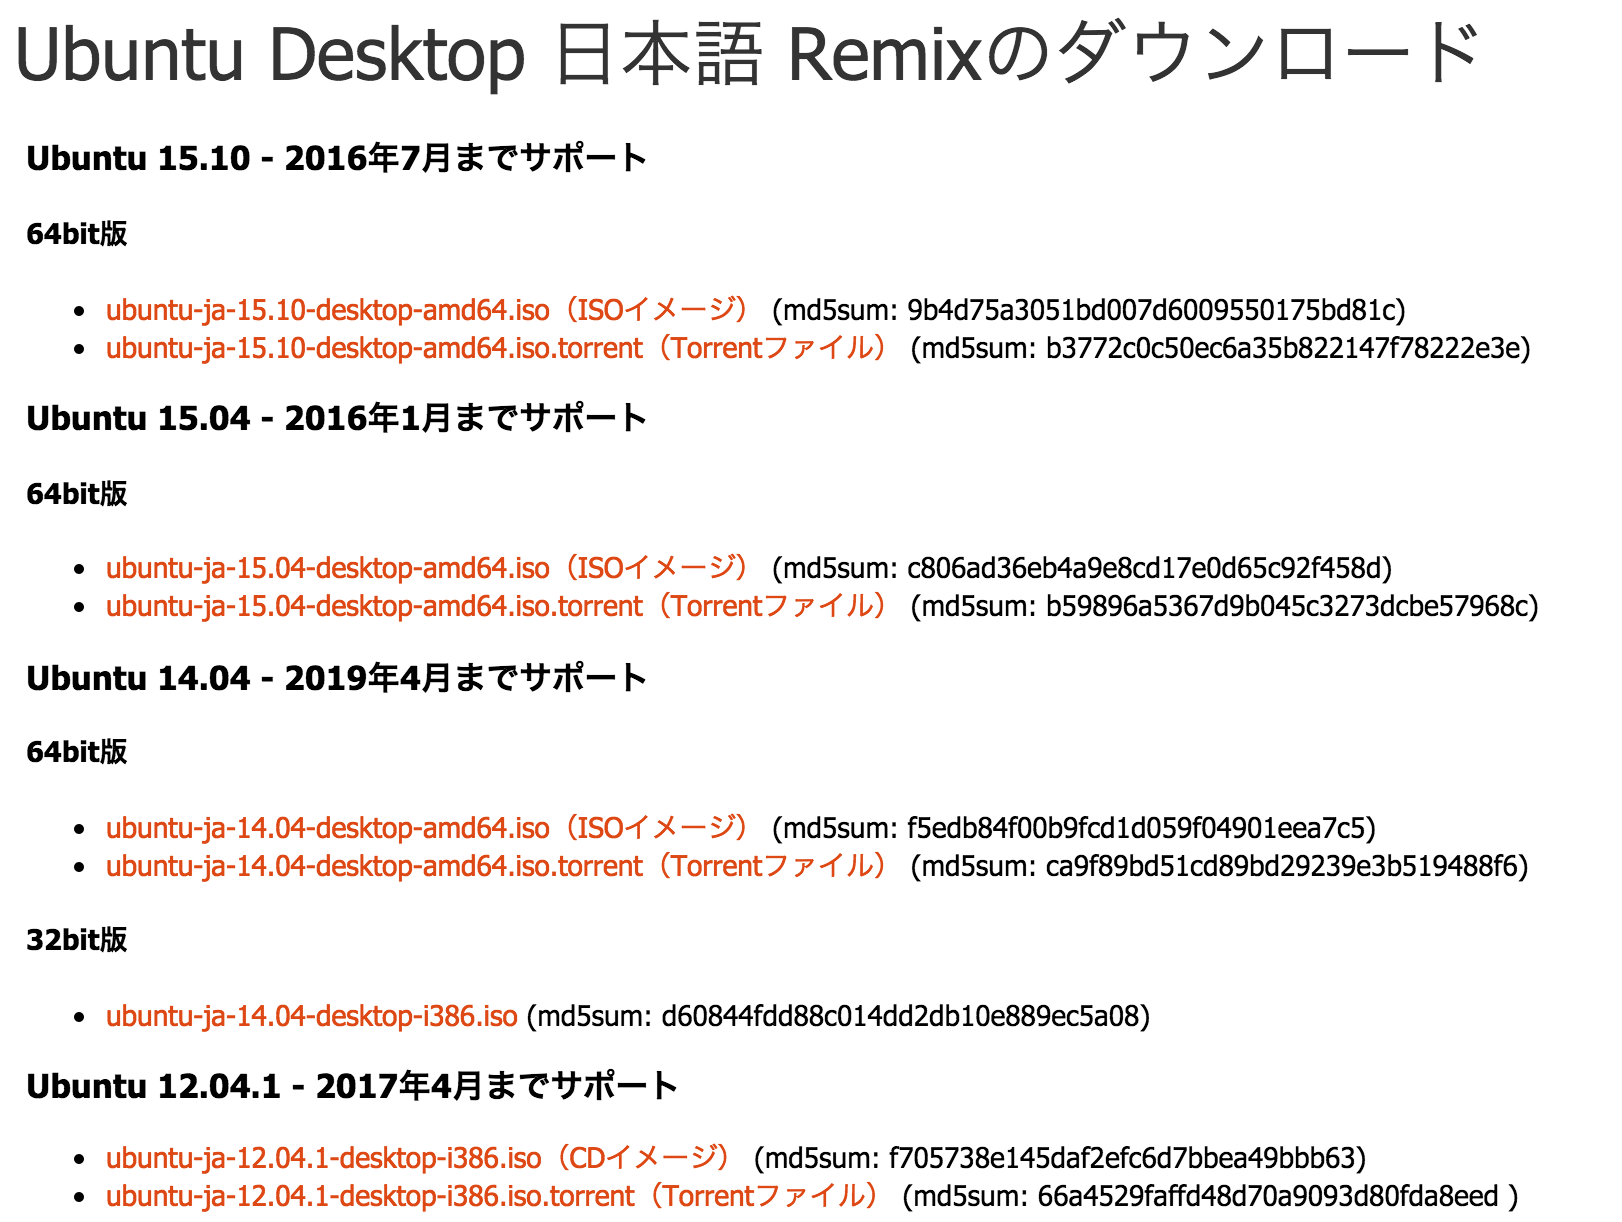 Ubuntu Desktop 日本語 Remixのダウンロード
Ubuntu 15.10 - 2016年7月までサポート
64bit版
• ubuntu-ja-15.10-desktop-amd64.iso（ISOイメージ） (md5sum: 9b4d75a3051bd007d6009550175bd81c)
• ubuntu-ja-15.10-desktop-amd64.iso.torrent（Torrentファイル） (md5sum: b3772c0c50ec6a35b822147f78222e3e)
Ubuntu 15.04 - 2016年1月までサポート
64bit版
• ubuntu-ja-15.04-desktop-amd64.iso（ISOイメージ） (md5sum: c806ad36eb4a9e8cd17e0d65c92f458d)
• ubuntu-ja-15.04-desktop-amd64.iso.torrent（Torrentファイル） (md5sum: b59896a5367d9b045c3273dcbe57968c)
Ubuntu 14.04 - 2019年4月までサポート
64bit版
• ubuntu-ja-14.04-desktop-amd64.iso（ISOイメージ） (md5sum: f5edb84f00b9fcd1d059f04901eea7c5)
• ubuntu-ja-14.04-desktop-amd64.iso.torrent（Torrentファイル） (md5sum: ca9f89bd51cd89bd29239e3b519488f6)
32bit版
• ubuntu-ja-14.04-desktop-i386.iso (md5sum: d60844fdd88c014dd2db10e889ec5a08)
Ubuntu 12.04.1 - 2017年4月までサポート
• ubuntu-ja-12.04.1-desktop-i386.iso（CDイメージ） (md5sum: f705738e145daf2efc6d7bbea49bbb63)
• ubuntu-ja-12.04.1-desktop-i386.iso.torrent（Torrentファイル） (md5sum: 66a4529faffd48d70a9093d80fda8eed )